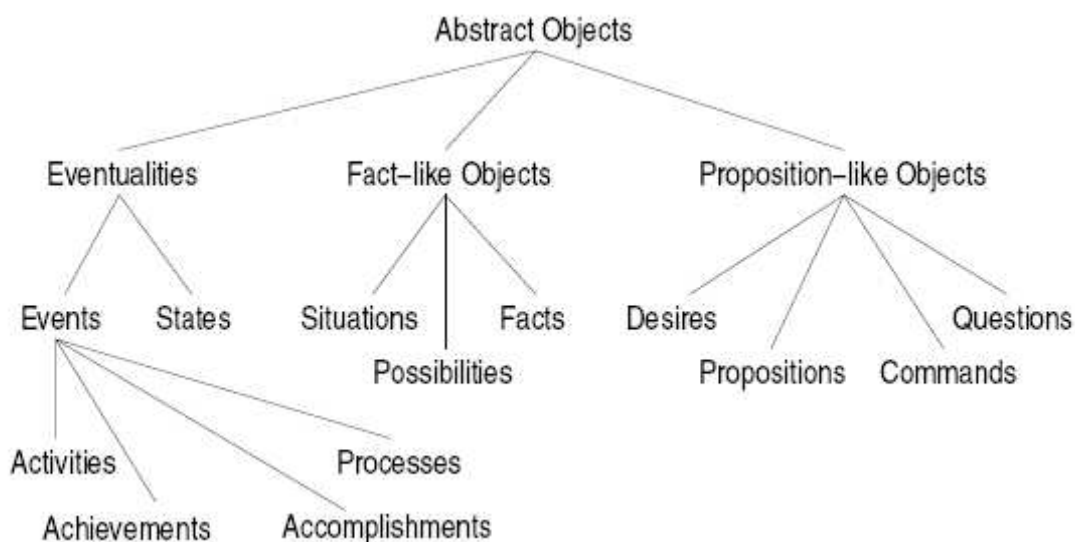 Abstract Objects
Eventualities Fact–like Objects Proposition–like Objects
Events States Situations Facts Desires Questions
Possibilities Propositions Commands
Activities Processes
Achievements Accomplishments